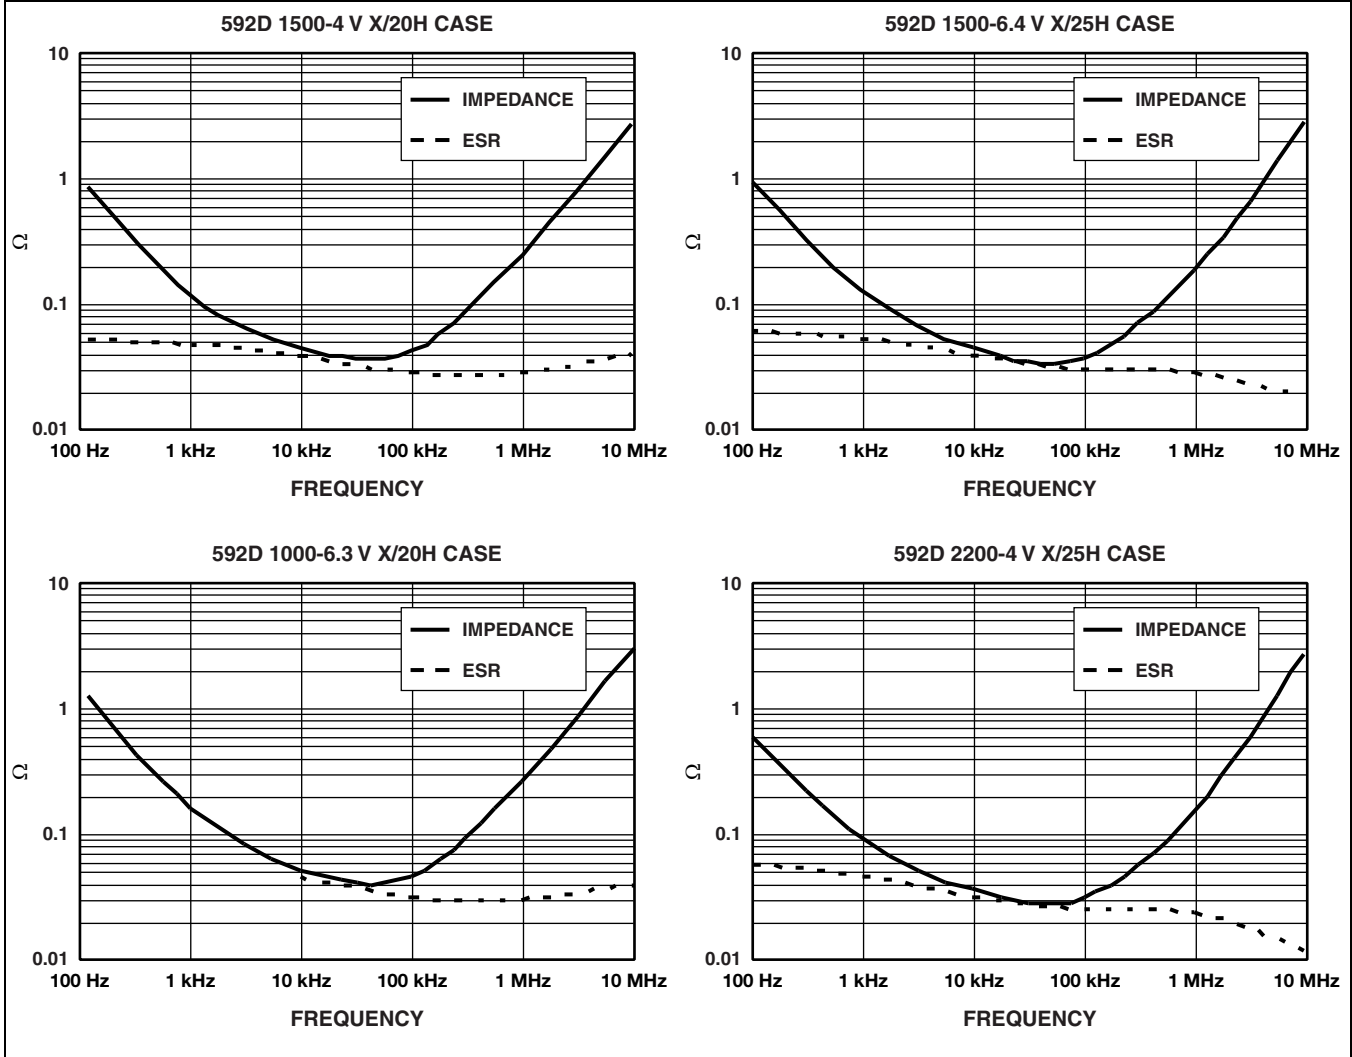 592D 1500-4 V X/20H CASE
10
1
0.1
0.01
Ω
IMPEDANCE
ESR
100 Hz 1 kHz 10 kHz 100 kHz 1 MHz 10 MHz
FREQUENCY
592D 1500-6.4 V X/25H CASE
10
1
0.1
0.01
Ω
IMPEDANCE
ESR
100 Hz 1 kHz 10 kHz 100 kHz 1 MHz 10 MHz
FREQUENCY
592D 1000-6.3 V X/20H CASE
10
1
0.1
0.01
Ω
IMPEDANCE
ESR
100 Hz 1 kHz 10 kHz 100 kHz 1 MHz 10 MHz
FREQUENCY
592D 2200-4 V X/25H CASE
10
1
0.1
0.01
Ω
IMPEDANCE
ESR
100 Hz 1 kHz 10 kHz 100 kHz 1 MHz 10 MHz
FREQUENCY